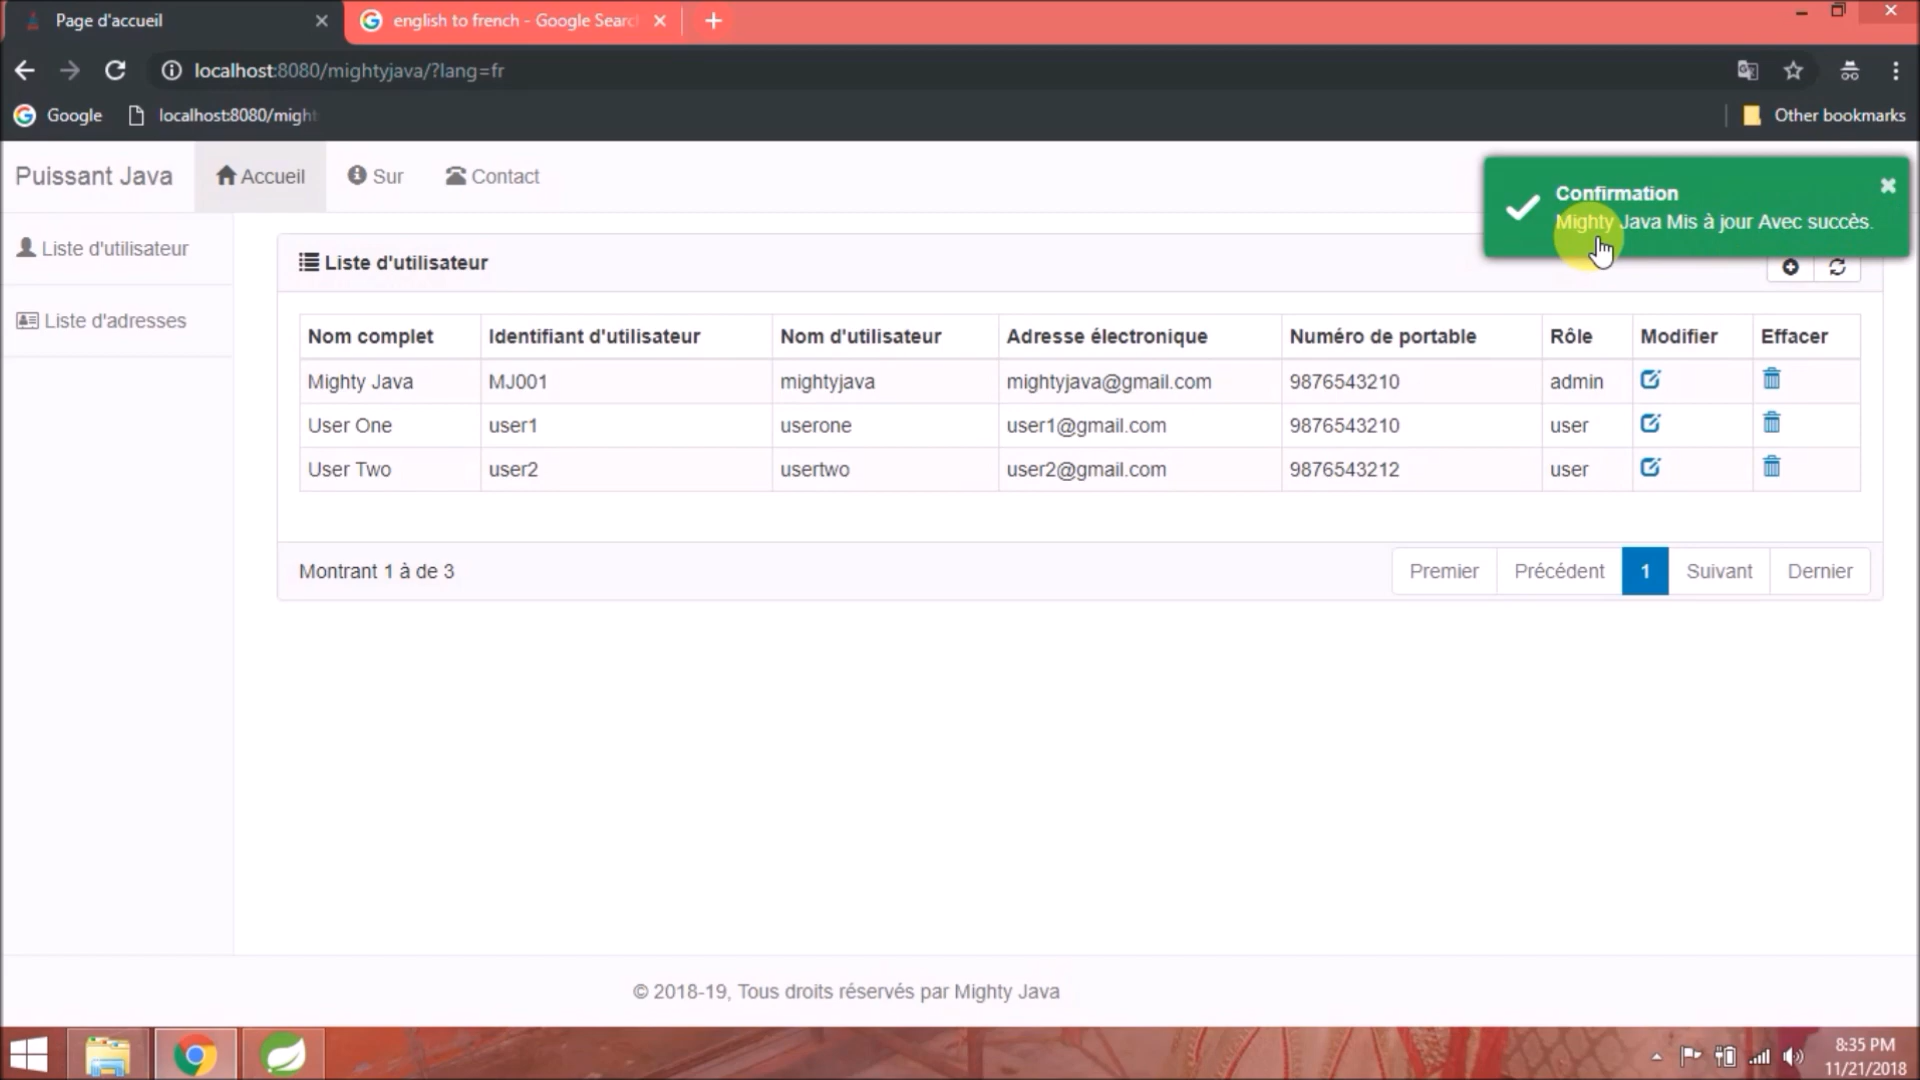 Page d'accueil
english to french - Google Searc
localhost:8080/mightyjava/?lang=fr
Google
localhost:8080/might
Other bookmarks
Puissant Java
Accueil
Sur
Contact
Confirmation
Mighty Java Mis à jour Avec succès.
Liste d'utilisateur
Liste d'adresses
Liste d'utilisateur
Nom complet Identifiant d'utilisateur Nom d'utilisateur Adresse électronique Numéro de portable Rôle Modifier Effacer
Mighty Java MJ001 mightyjava mightyjava@gmail.com 9876543210 admin
User One user1 userone user1@gmail.com 9876543210 user
User Two user2 usertwo user2@gmail.com 9876543212 user
Montrant 1 à de 3
Premier Précédent 1 Suivant Dernier
© 2018-19, Tous droits réservés par Mighty Java
8:35 PM
11/21/2018